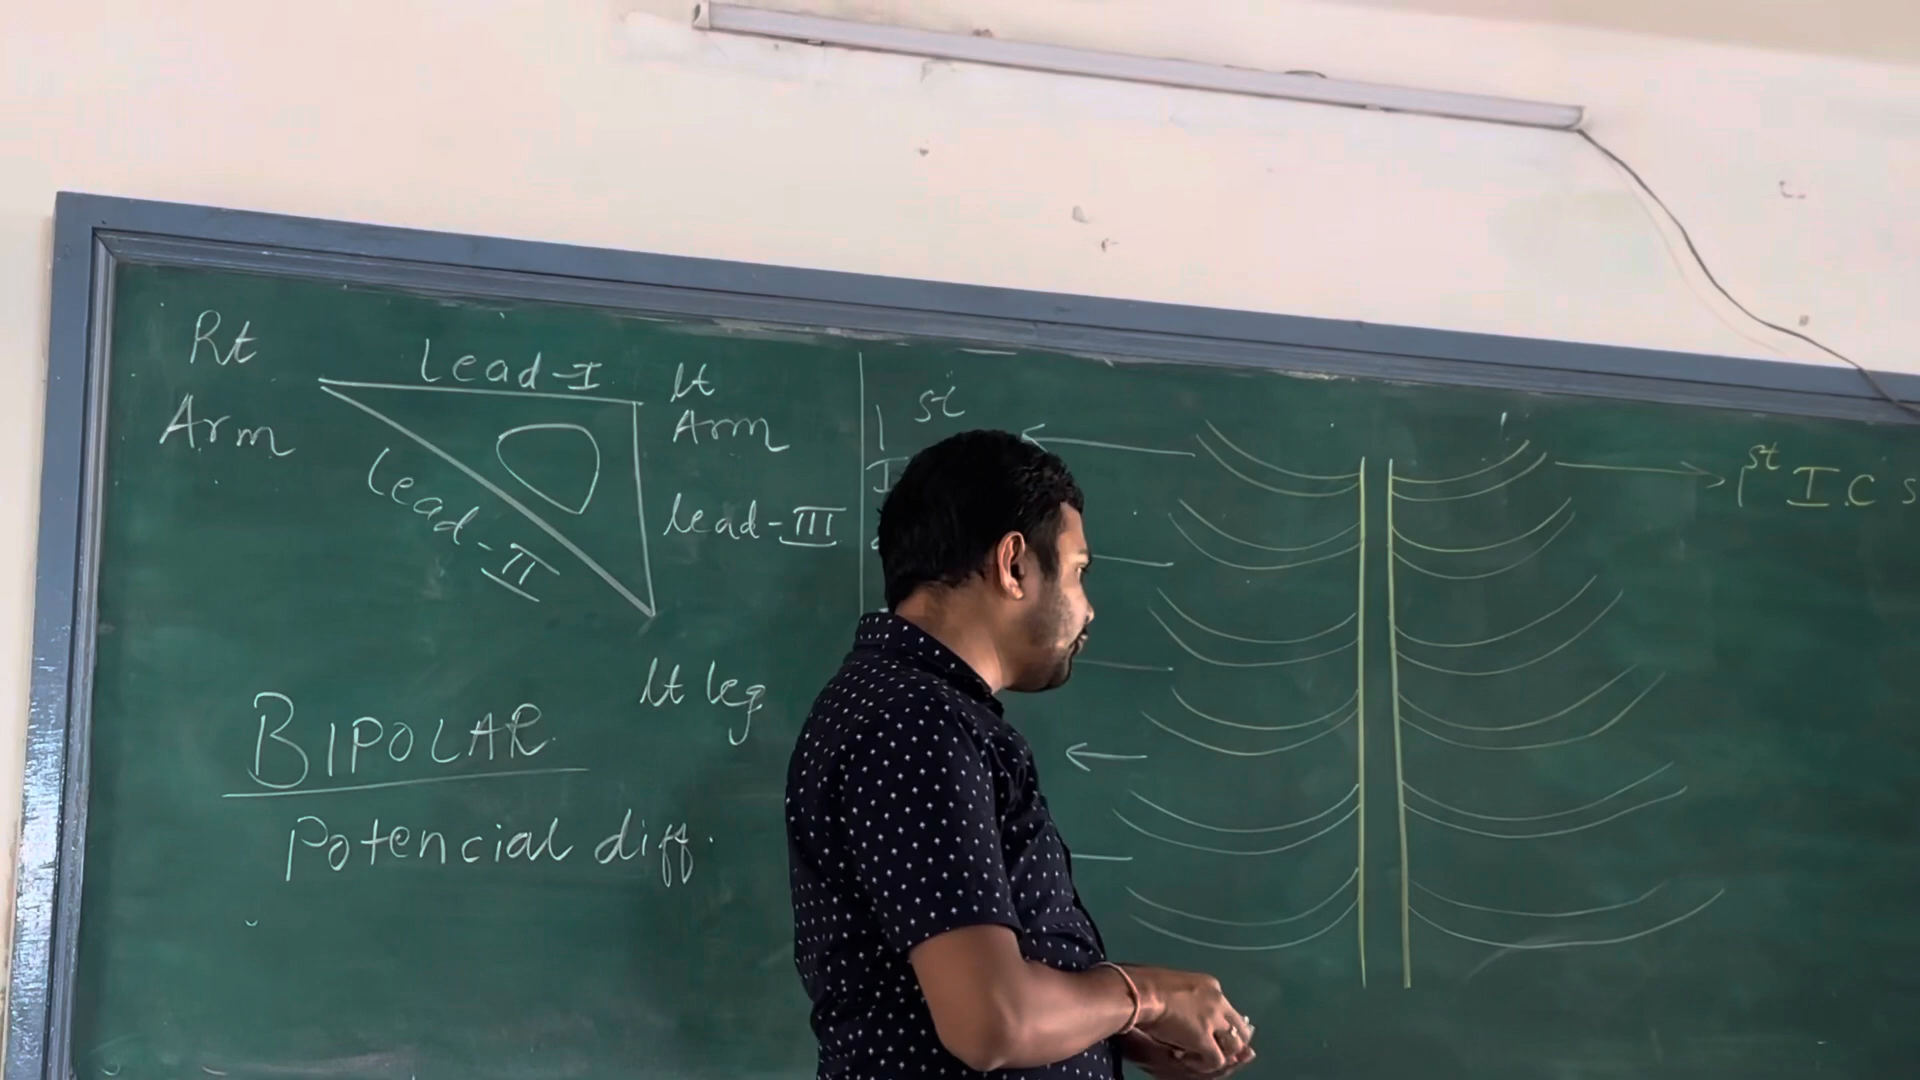 Rt
Arm
Lead-I
Lt
Arm
Lead-II
Lead-III
Lt leg
BIPOLAR
Potencial diff.
1st
1st I.C S